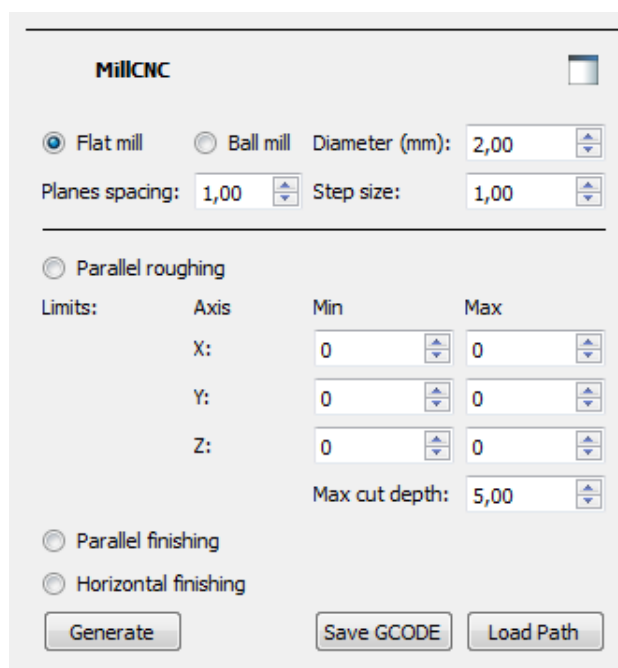 MillCNC
Flat mill Ball mill Diameter (mm): 2,00
Planes spacing: 1,00 Step size: 1,00
Parallel roughing
Limits: Axis Min Max
X: 0 0
Y: 0 0
Z: 0 0
Max cut depth: 5,00
Parallel finishing
Horizontal finishing
Generate Save GCODE Load Path